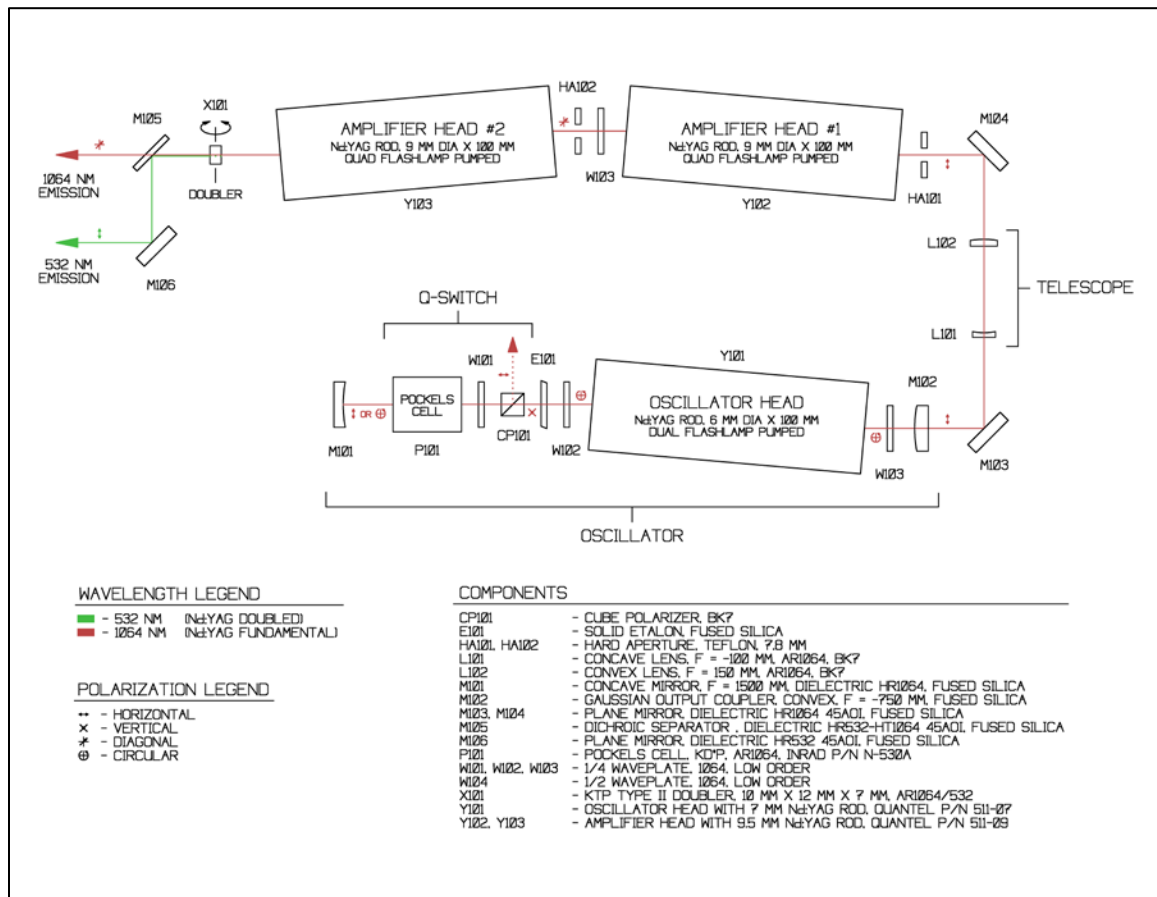 HA102
X101
M105
M104
AMPLIFIER HEAD #2
Nd:YAG ROD, 9 MM DIA X 100 MM
QUAD FLASHLAMP PUMPED
AMPLIFIER HEAD #1
Nd:YAG ROD, 9 MM DIA X 100 MM
QUAD FLASHLAMP PUMPED
1064 NM
EMISSION
DOUBLER
W103
HA101
Y103
Y102
L102
532 NM
EMISSION
M106
TELESCOPE
Q-SWITCH
L101
W101
E101
Y101
M102
OR
POCKELS
CELL
OSCILLATOR HEAD
Nd:YAG ROD, 6 MM DIA X 100 MM
DUAL FLASHLAMP PUMPED
M101
P101
CP101
W102
W103
M103
OSCILLATOR
WAVELENGTH LEGEND
- 532 NM (Nd:YAG DOUBLED)
- 1064 NM (Nd:YAG FUNDAMENTAL)
POLARIZATION LEGEND
- HORIZONTAL
- VERTICAL
- DIAGONAL
- CIRCULAR
COMPONENTS
CP101 - CUBE POLARIZER, BK7
E101 - SOLID ETALON, FUSED SILICA
HA101, HA102 - HARD APERTURE, TEFLON, 7.8 MM
L101 - CONCAVE LENS, F = -100 MM, AR1064, BK7
L102 - CONVEX LENS, F = 150 MM, AR1064, BK7
M101 - CONCAVE MIRROR, F = 1500 MM, DIELECTRIC HR1064, FUSED SILICA
M102 - GAUSSIAN OUTPUT COUPLER, CONVEX, F = -750 MM, FUSED SILICA
M103, M104 - PLANE MIRROR, DIELECTRIC HR1064 45AOI, FUSED SILICA
M105 - DICHROIC SEPARATOR , DIELECTRIC HR532-HT1064 45AOI, FUSED SILICA
M106 - PLANE MIRROR, DIELECTRIC HR532 45AOI, FUSED SILICA
P101 - POCKELS CELL, KD*P, AR1064, INRAD P/N N-530A
W101, W102, W103 - 1/4 WAVEPLATE, 1064, LOW ORDER
W104 - 1/2 WAVEPLATE, 1064, LOW ORDER
X101 - KTP TYPE II DOUBLER, 10 MM X 12 MM X 7 MM, AR1064/532
Y101 - OSCILLATOR HEAD WITH 7 MM Nd:YAG ROD, QUANTEL P/N 511-07
Y102, Y103 - AMPLIFIER HEAD WITH 9.5 MM Nd:YAG ROD, QUANTEL P/N 511-09